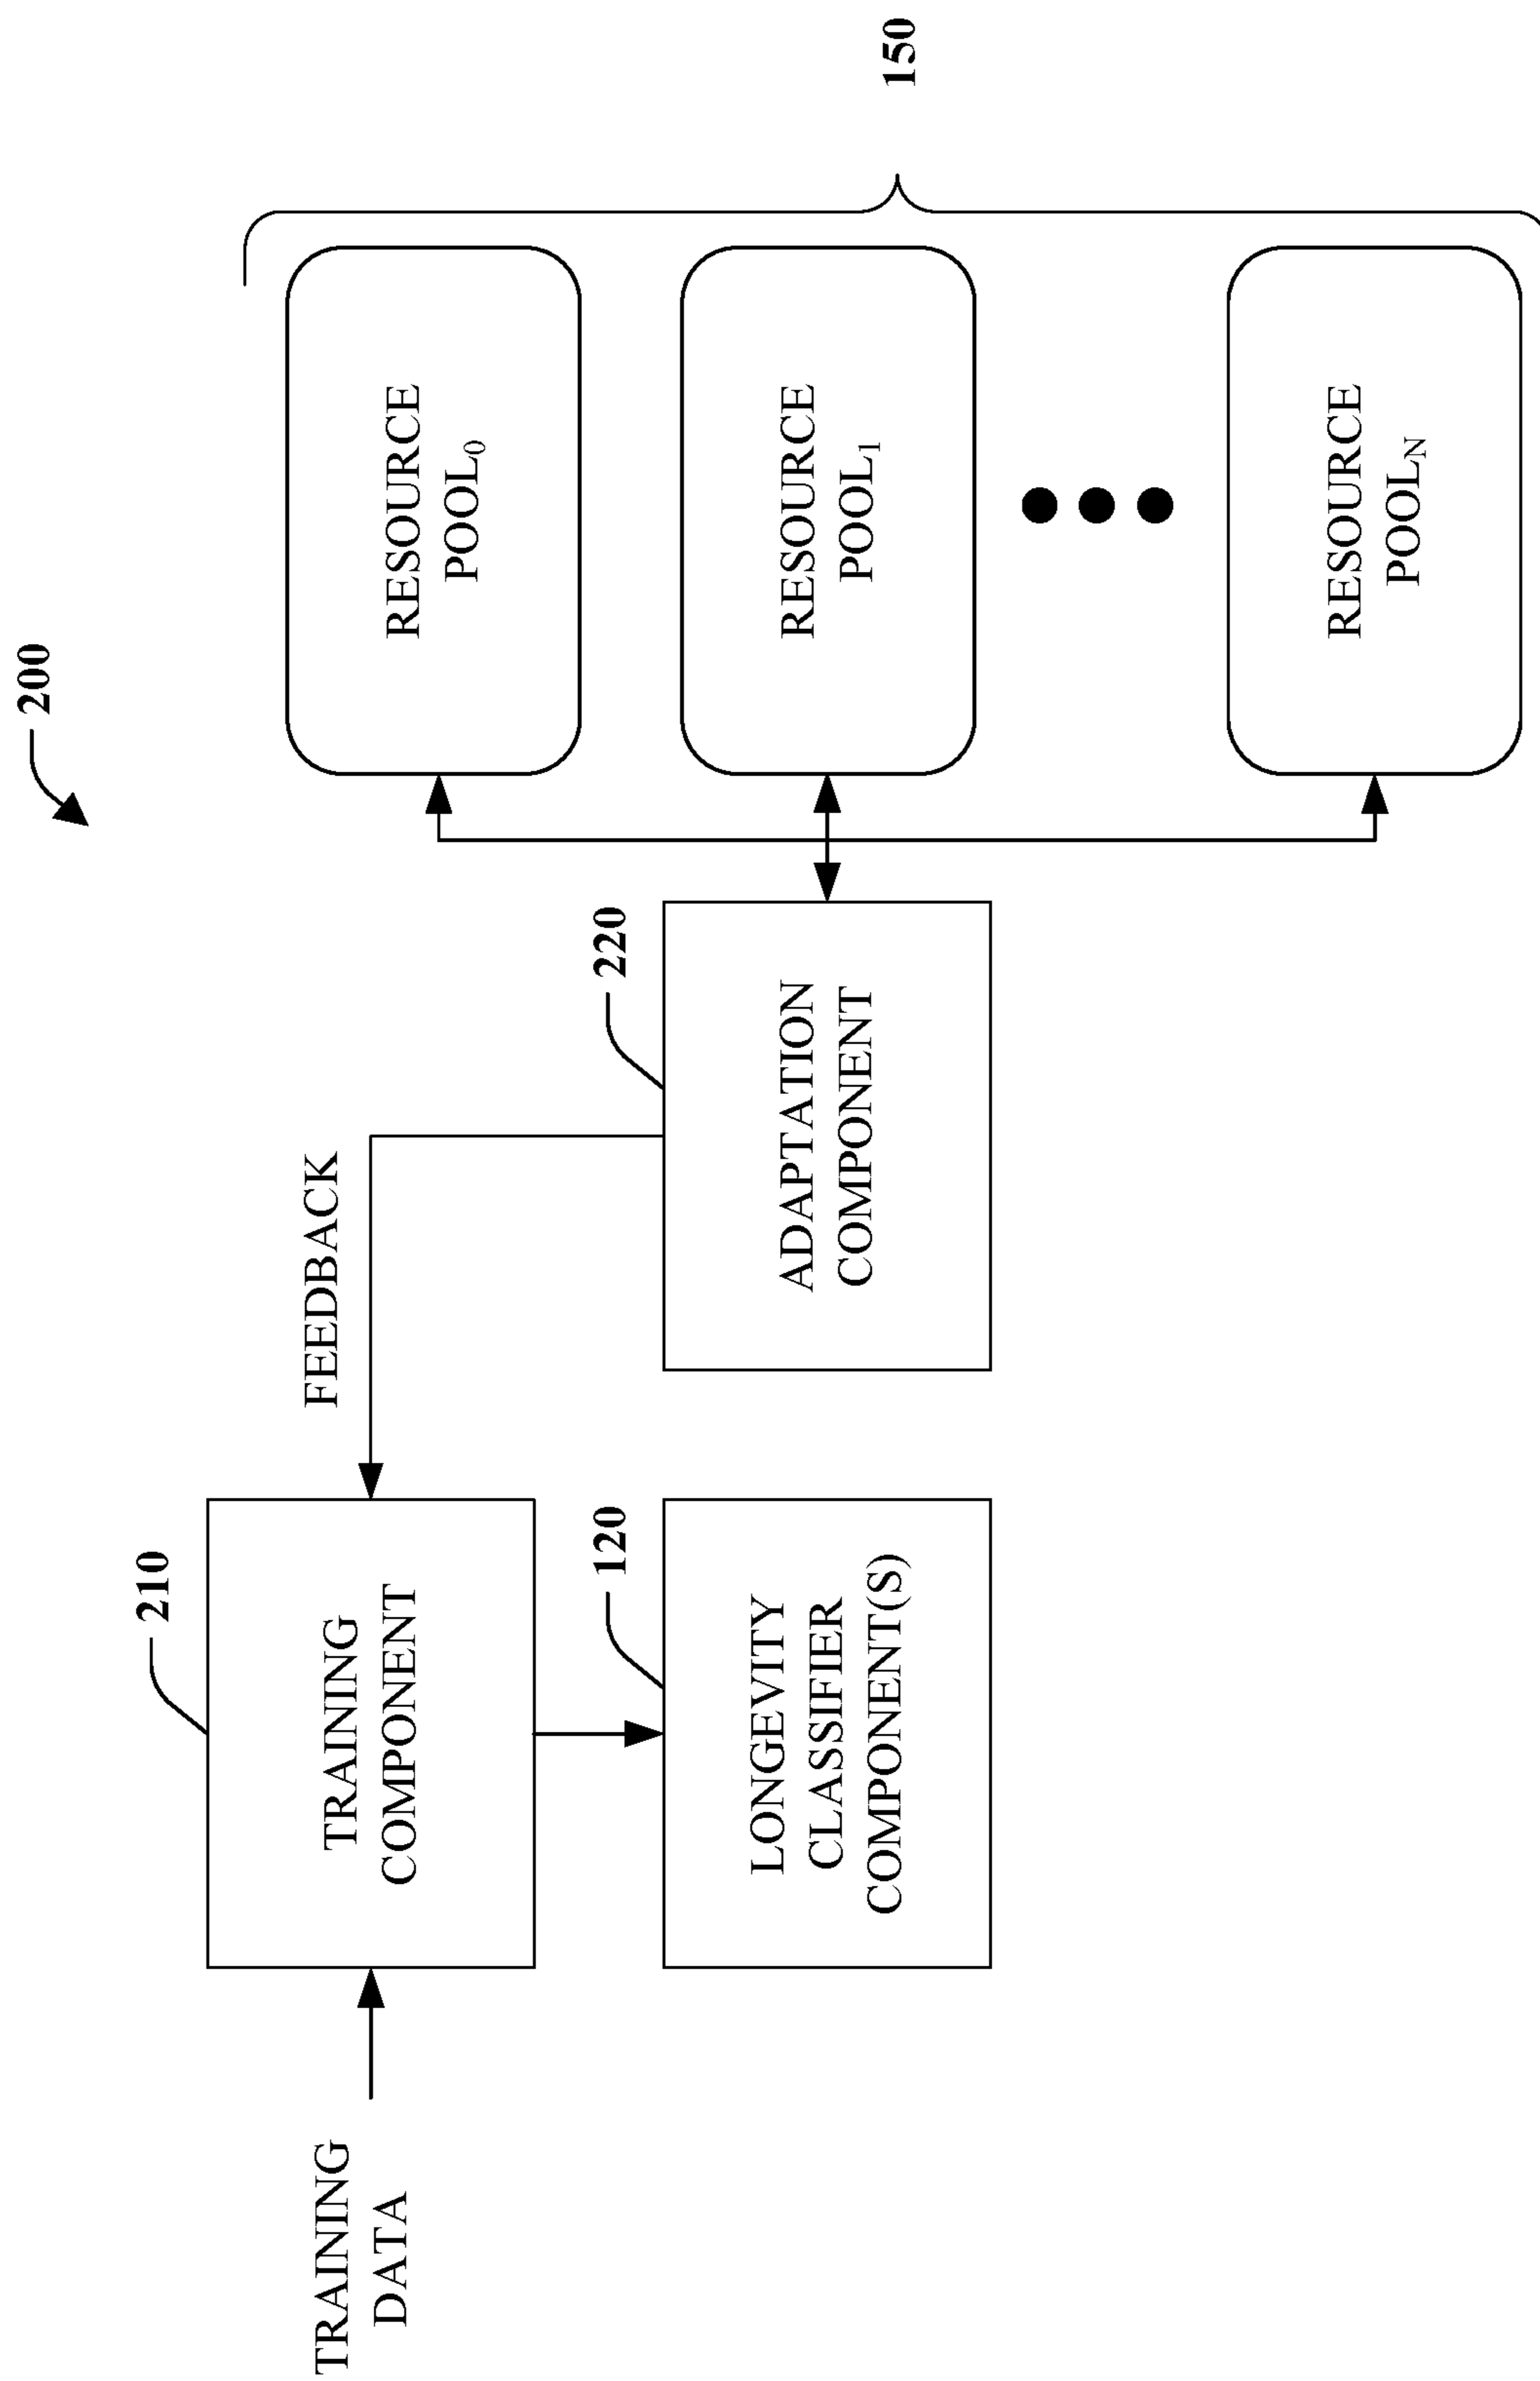 200
150
210
TRAINING
DATA
TRAINING
COMPONENT
FEEDBACK
120
LONGEVITY
CLASSIFIER
COMPONENT(S)
220
ADAPTATION
COMPONENT
RESOURCE
POOL₀
RESOURCE
POOL₁
RESOURCE
POOL_N